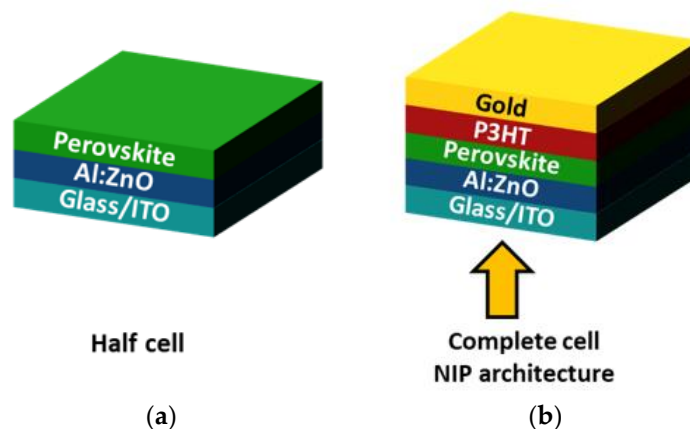 Perovskite
Al:ZnO
Glass/ITO
Half cell
(a)
Gold
P3HT
Perovskite
Al:ZnO
Glass/ITO
Complete cell
NIP architecture
(b)